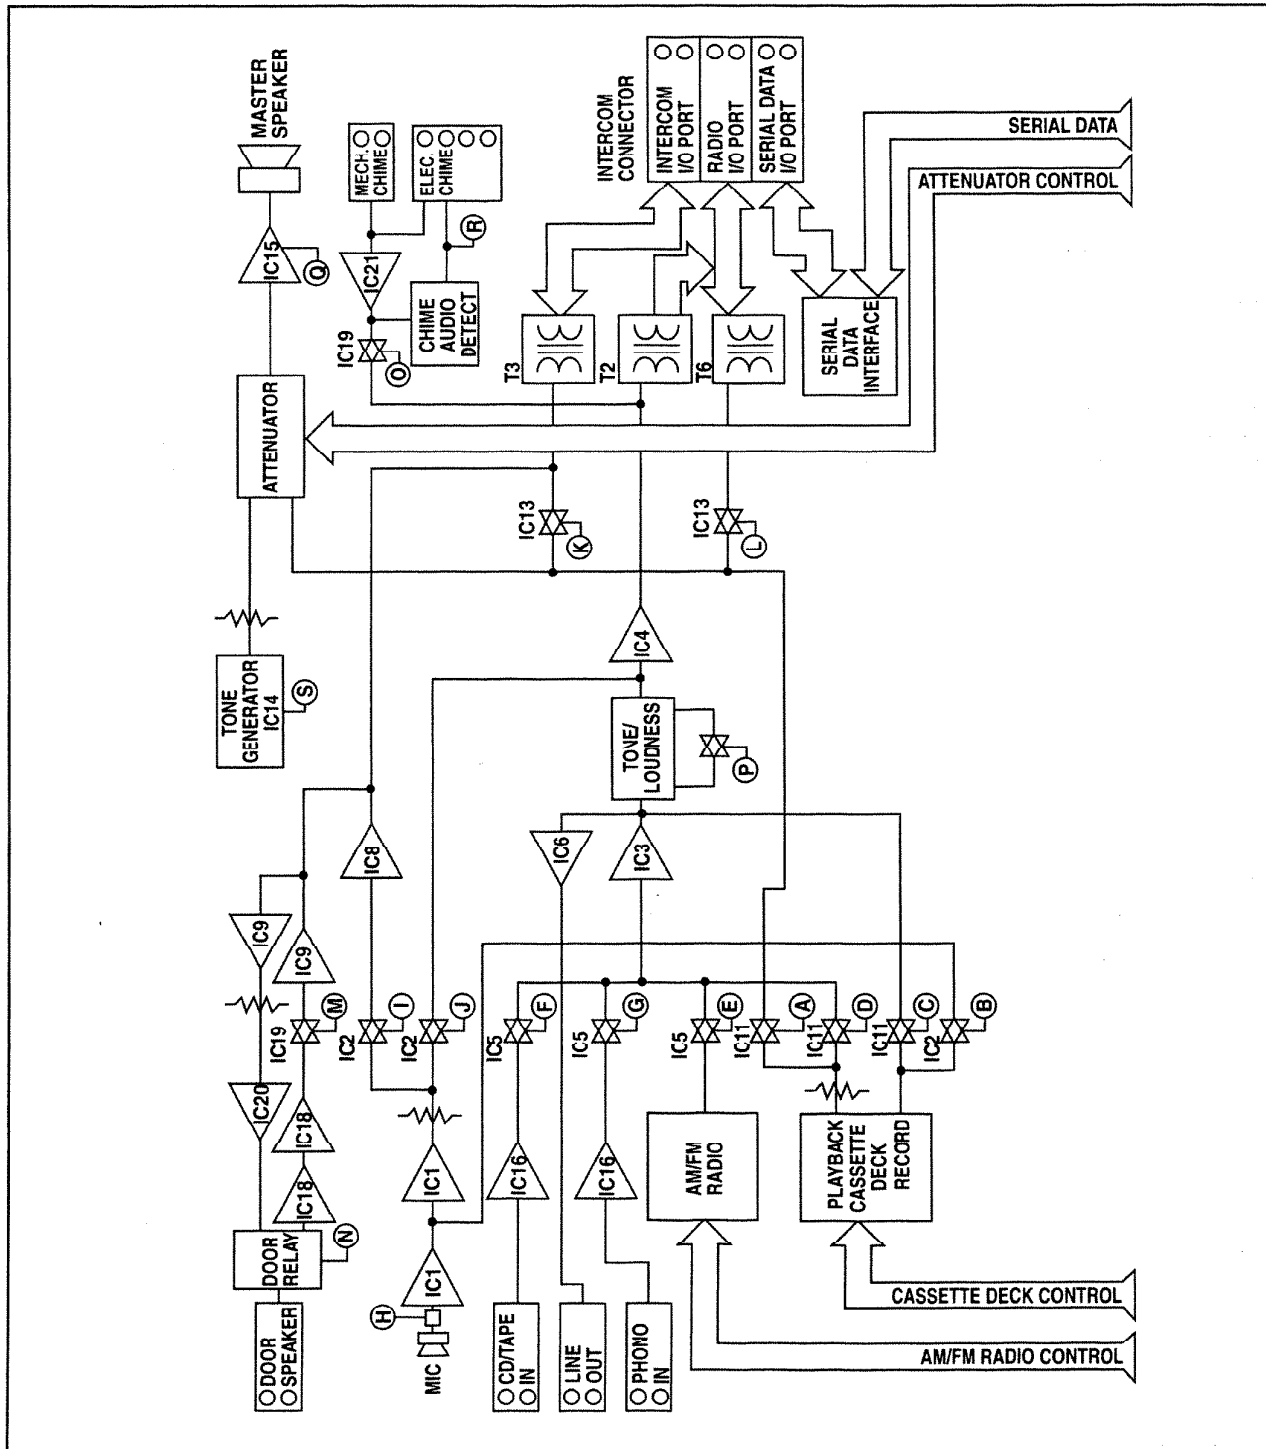 MASTER
SPEAKER
IC15
Q
ATTENUATOR
TONE
GENERATOR
IC14
S
MECH.
CHIME
ELEC.
CHIME
R
IC21
CHIME
AUDIO
DETECT
IC19
O
INTERCOM
CONNECTOR
INTERCOM
I/O PORT
RADIO
I/O PORT
SERIAL DATA
I/O PORT
SERIAL DATA
ATTENUATOR CONTROL
T3
T2
T6
SERIAL
DATA
INTERFACE
IC13
K
IC13
L
IC4
TONE/
LOUDNESS
P
IC8
IC6
IC3
IC9
IC9
IC19
M
IC2
I
IC2
J
IC5
F
IC5
G
IC5
E
IC11
A
IC11
D
IC11
C
IC2
B
IC20
IC18
IC18
IC1
IC16
IC16
AM/FM
RADIO
PLAYBACK
CASSETTE
DECK
RECORD
DOOR
RELAY
N
DOOR
SPEAKER
H
IC1
MIC
CD/TAPE
IN
LINE
OUT
PHONO
IN
CASSETTE DECK CONTROL
AM/FM RADIO CONTROL